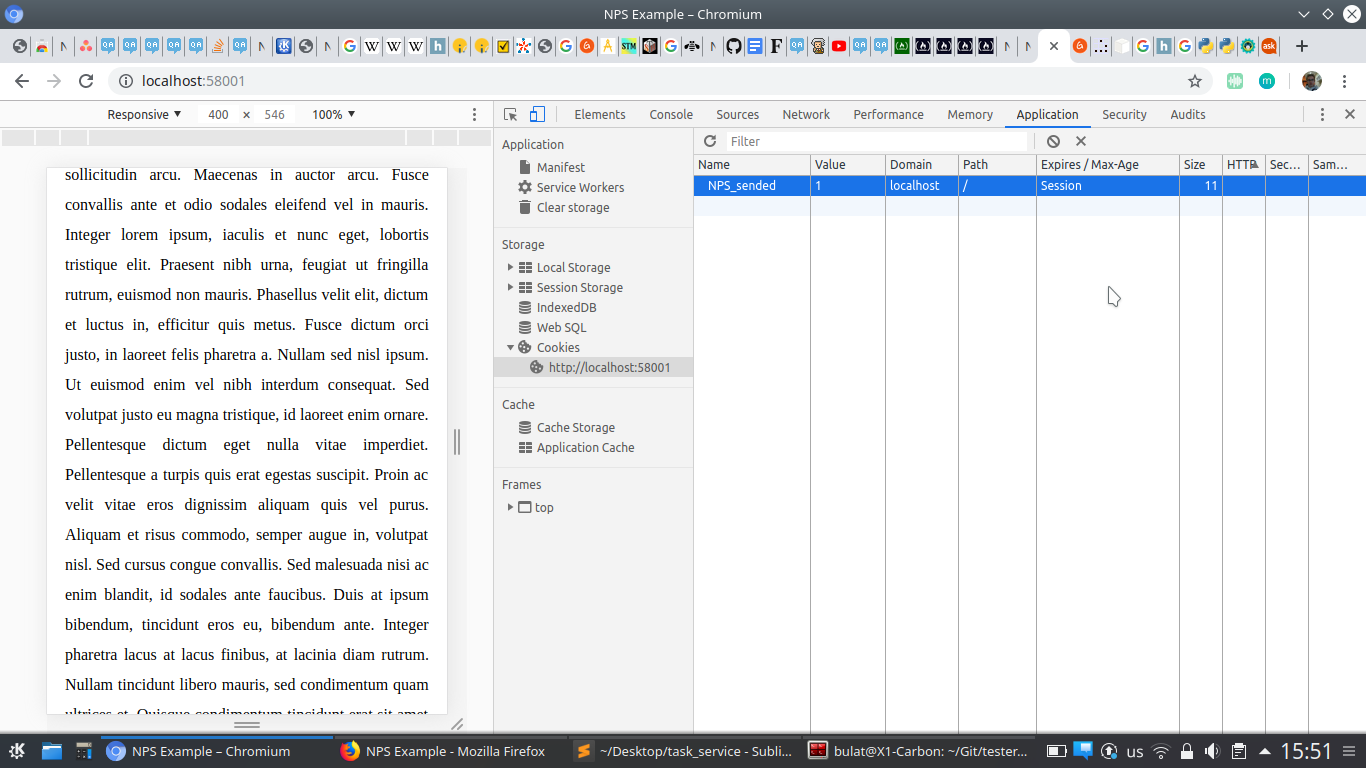 NPS Example – Chromium
localhost:58001
Responsive 400 × 546 100%
Elements Console Sources Network Performance Memory Application Security Audits
sollicitudin arcu. Maecenas in auctor arcu. Fusce
convallis ante et odio sodales eleifend vel in mauris.
Integer lorem ipsum, iaculis et nunc eget, lobortis
tristique elit. Praesent nibh urna, feugiat ut fringilla
rutrum, euismod non mauris. Phasellus velit elit, dictum
et luctus in, efficitur quis metus. Fusce dictum orci
justo, in laoreet felis pharetra a. Nullam sed nisl ipsum.
Ut euismod enim vel nibh interdum consequat. Sed
volutpat justo eu magna tristique, id laoreet enim ornare.
Pellentesque dictum eget nulla vitae imperdiet.
Pellentesque a turpis quis erat egestas suscipit. Proin ac
velit vitae eros dignissim aliquam quis vel purus.
Aliquam et risus commodo, semper augue in, volutpat
nisl. Sed cursus congue convallis. Sed malesuada nisi ac
enim blandit, id sodales ante faucibus. Duis at ipsum
bibendum, tincidunt eros eu, bibendum ante. Integer
pharetra lacus at lacus finibus, at lacinia diam rutrum.
Nullam tincidunt libero mauris, sed condimentum quam
ultrices et. Quisque condimentum tincidunt erat sit amet
Application
Manifest
Service Workers
Clear storage
Storage
Local Storage
Session Storage
IndexedDB
Web SQL
Cookies
http://localhost:58001
Cache
Cache Storage
Application Cache
Frames
top
Filter
Name Value Domain Path Expires / Max-Age Size HTTP Sec... Sam...
NPS_sended 1 localhost / Session 11
NPS Example – Chromium
NPS Example - Mozilla Firefox
~/Desktop/task_service - Subli...
bulat@X1-Carbon: ~/Git/tester...
us
15:51